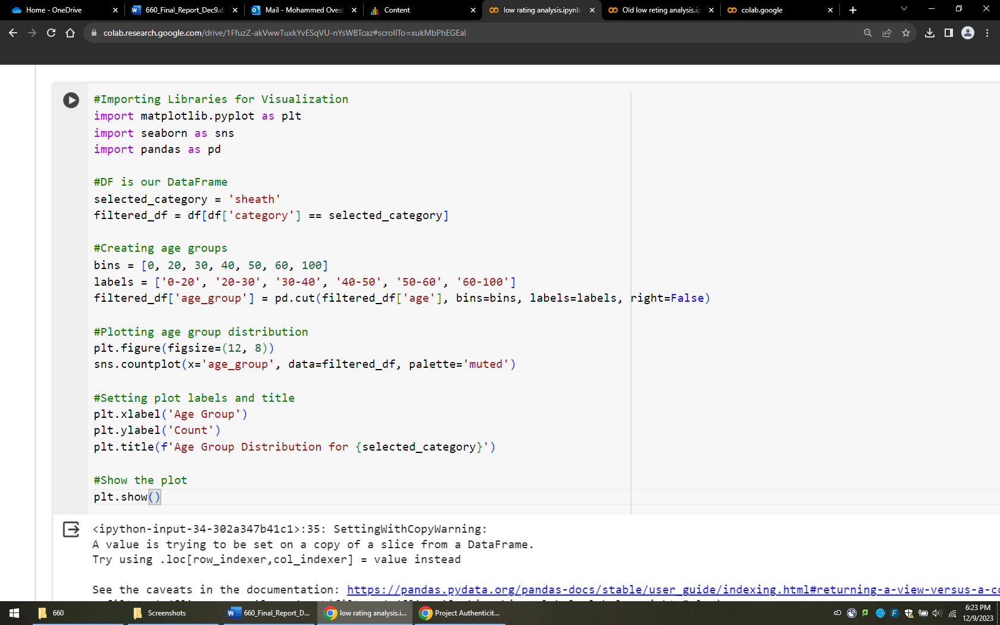 Home - OneDrive
660_Final_Report_Dec9.d
Mail - Mohammed Oves
Content
low rating analysis.ipynb
Old low reting analysis.ip
colab.google
colab.research.google.com/drive/1FfuzZ-akVwwTuxkYvESqVU-nYsWBTcaz#scrollTo=xukMbPhEGEaI
#Importing Libraries for Visualization
import matplotlib.pyplot as plt
import seaborn as sns
import pandas as pd
#DF is our DataFrame
selected_category = 'sheath'
filtered_df = df[df['category'] == selected_category]
#Creating age groups
bins = [0, 20, 30, 40, 50, 60, 100]
labels = ['0-20', '20-30', '30-40', '40-50', '50-60', '60-100']
filtered_df['age_group'] = pd.cut(filtered_df['age'], bins=bins, labels=labels, right=False)
#Plotting age group distribution
plt.figure(figsize=(12, 8))
sns.countplot(x='age_group', data=filtered_df, palette='muted')
#Setting plot labels and title
plt.xlabel('Age Group')
plt.ylabel('Count')
plt.title(f'Age Group Distribution for {selected_category}')
#Show the plot
plt.show()
<ipython-input-34-302a347b41c1>:35: SettingWithCopyWarning:
A value is trying to be set on a copy of a slice from a DataFrame.
Try using .loc[row_indexer,col_indexer] = value instead
See the caveats in the documentation: https://pandas.pydata.org/pandas-docs/stable/user_guide/indexing.html#returning-a-view-versus-a-co
660
Screenshots
660_Final_Report_D...
low rating analysis.i...
Project Authenticit...
6:23 PM
12/9/2023